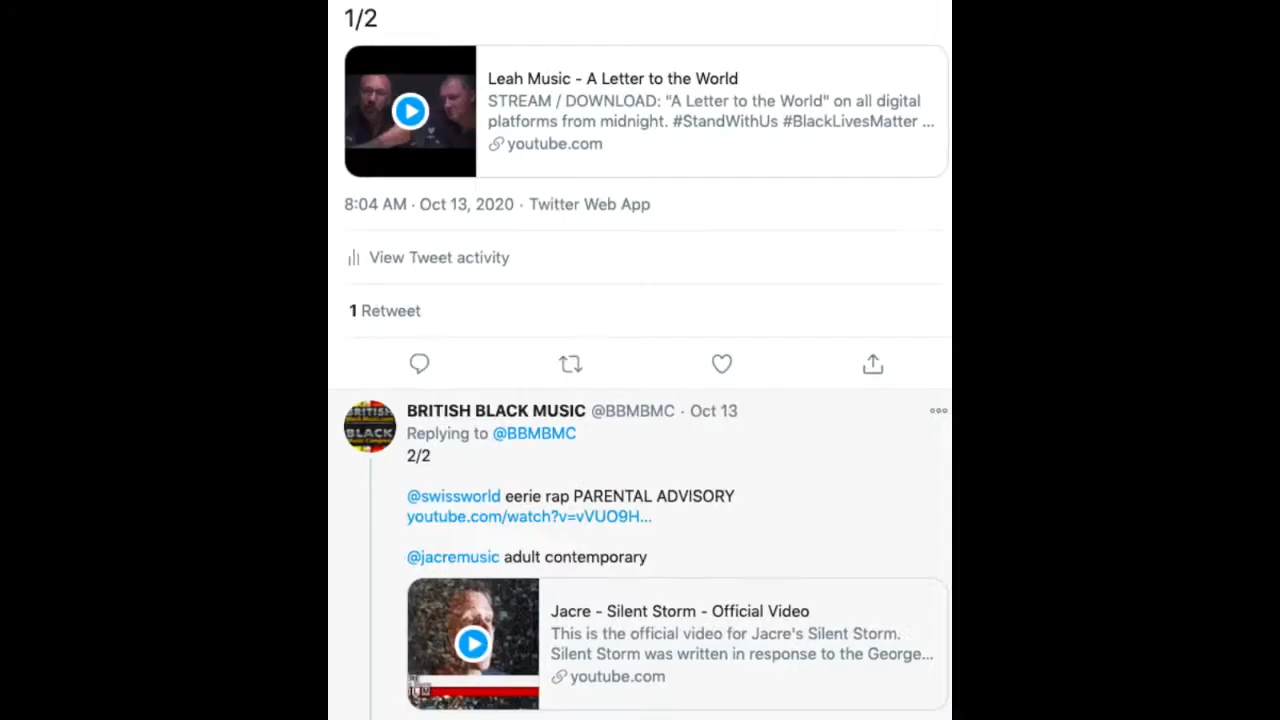 1/2
Leah Music - A Letter to the World
STREAM / DOWNLOAD: "A Letter to the World" on all digital
platforms from midnight. #StandWithUs #BlackLivesMatter ...
youtube.com
8:04 AM · Oct 13, 2020 · Twitter Web App
View Tweet activity
1 Retweet
BRITISH BLACK MUSIC @BBMBMC · Oct 13
Replying to @BBMBMC
2/2
@swissworld eerie rap PARENTAL ADVISORY
youtube.com/watch?v=vVUO9H...
@jacremusic adult contemporary
Jacre - Silent Storm - Official Video
This is the official video for Jacre's Silent Storm.
Silent Storm was written in response to the George...
youtube.com
BRITISH
BLACK